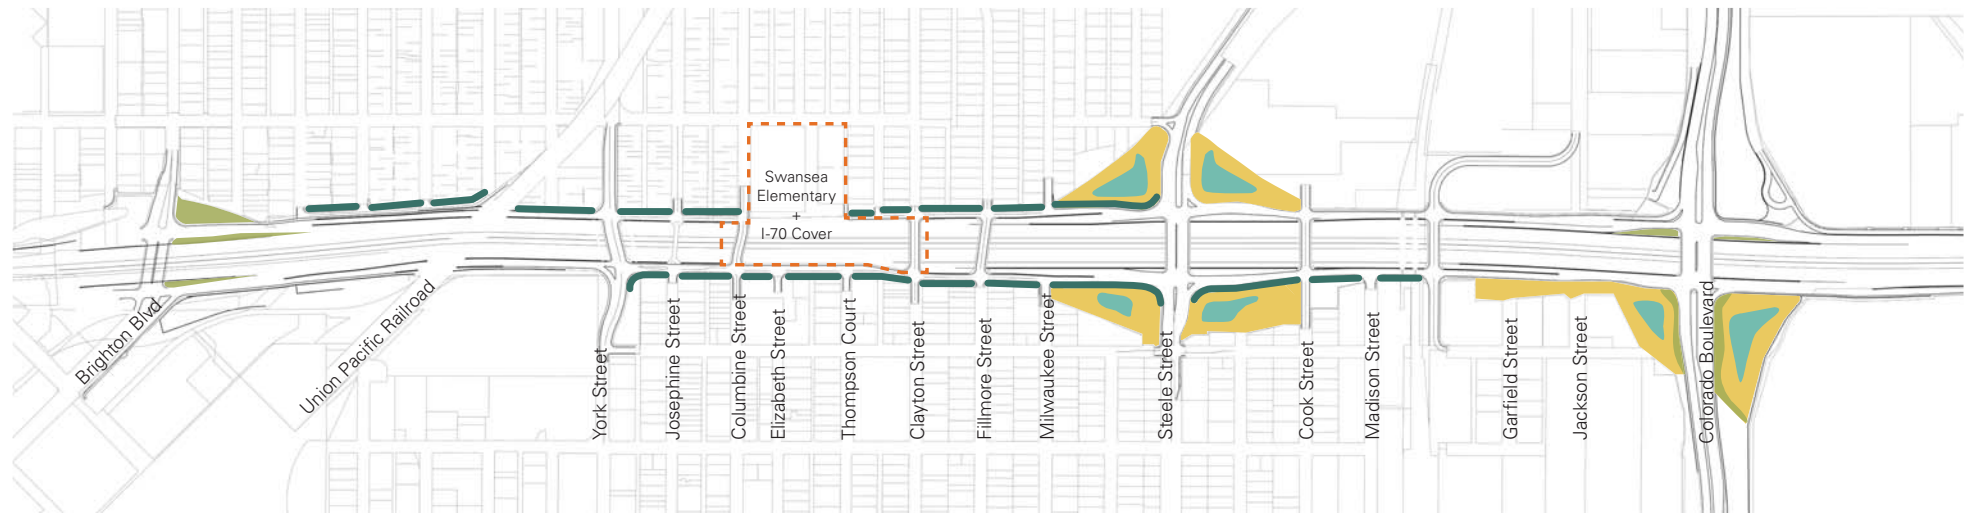 Swansea
Elementary
+
I-70 Cover
Brighton Blvd
Union Pacific Railroad
York Street
Josephine Street
Columbine Street
Elizabeth Street
Thompson Court
Clayton Street
Fillmore Street
Milwaukee Street
Steele Street
Cook Street
Madison Street
Garfield Street
Jackson Street
Colorado Boulevard